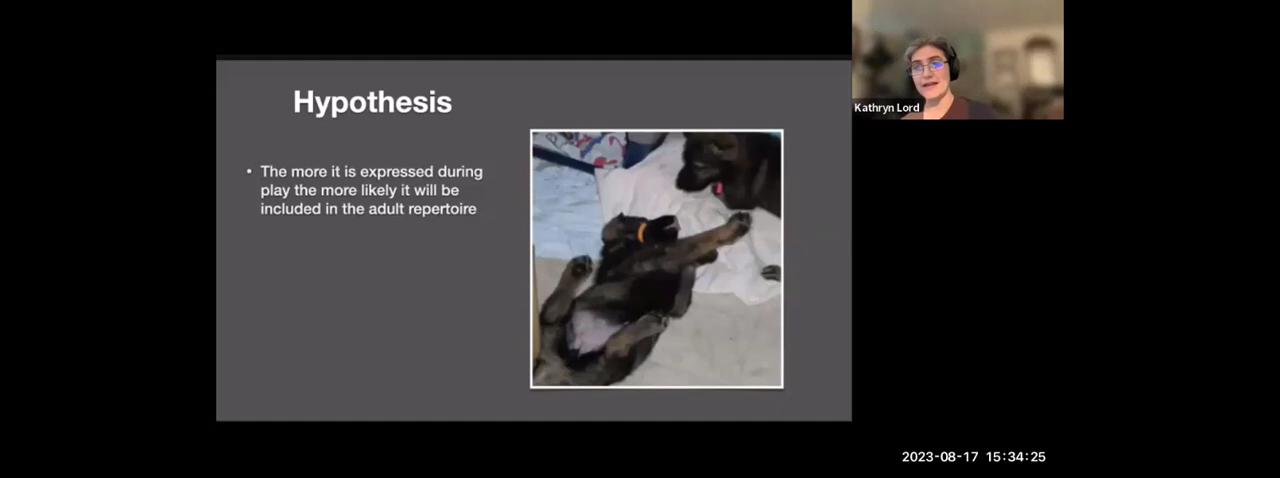 Hypothesis
• The more it is expressed during
play the more likely it will be
included in the adult repertoire
Kathryn Lord
2023-08-17 15:34:25